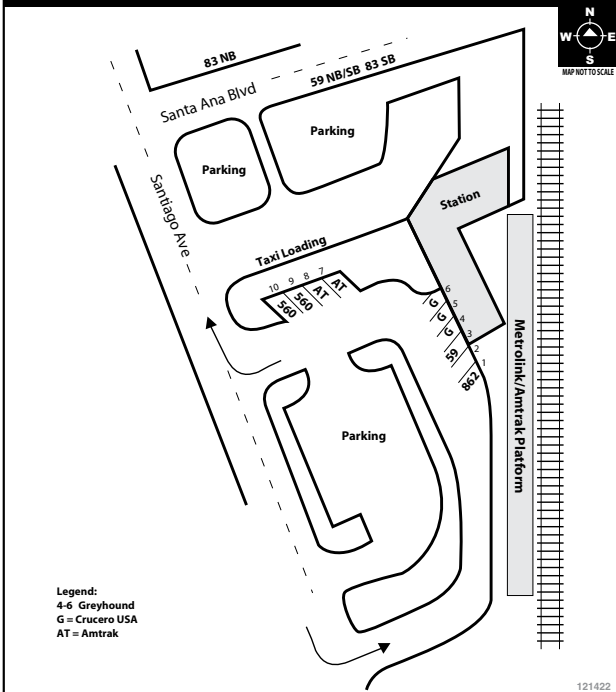 N
W E
S
MAP NOT TO SCALE
83 NB
59 NB/SB 83 SB
Santa Ana Blvd
Parking
Parking
Santiago Ave
Station
Taxi Loading
10 9 8 7
560 560 AT AT
6
G 5
G 4
G 3
59 2
862 1
Metrolink/Amtrak Platform
Parking
Legend:
4-6 Greyhound
G = Crucero USA
AT = Amtrak
121422